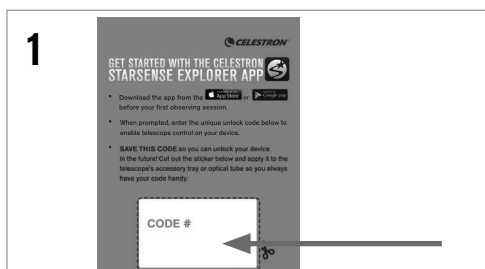 1
CELESTRON
GET STARTED WITH THE CELESTRON
STARSENSE EXPLORER APP
• Download the app from the App Store or Google play
before your first observing session.
• When prompted, enter the unique unlock code below to
enable telescope control on your device.
• SAVE THIS CODE so you can unlock your device
in the future! Cut out the sticker below and apply it to the
telescope's accessory tray or optical tube so you always
have your code handy.
CODE #